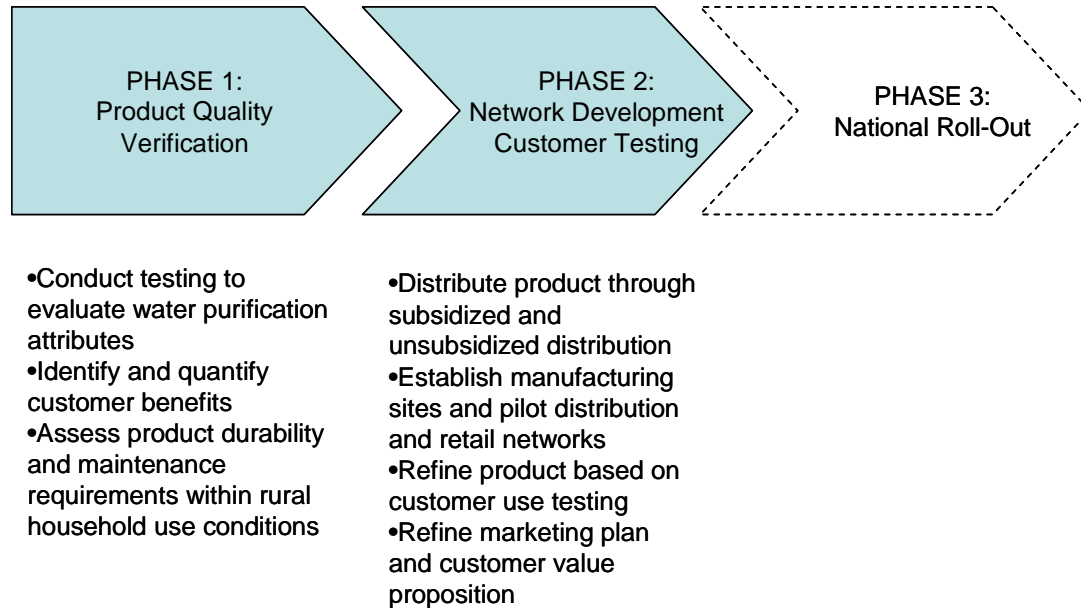 PHASE 1:
Product Quality
Verification
PHASE 2:
Network Development
Customer Testing
PHASE 3:
National Roll-Out
•Conduct testing to
evaluate water purification
attributes
•Identify and quantify
customer benefits
•Assess product durability
and maintenance
requirements within rural
household use conditions
•Distribute product through
subsidized and
unsubsidized distribution
•Establish manufacturing
sites and pilot distribution
and retail networks
•Refine product based on
customer use testing
•Refine marketing plan
and customer value
proposition